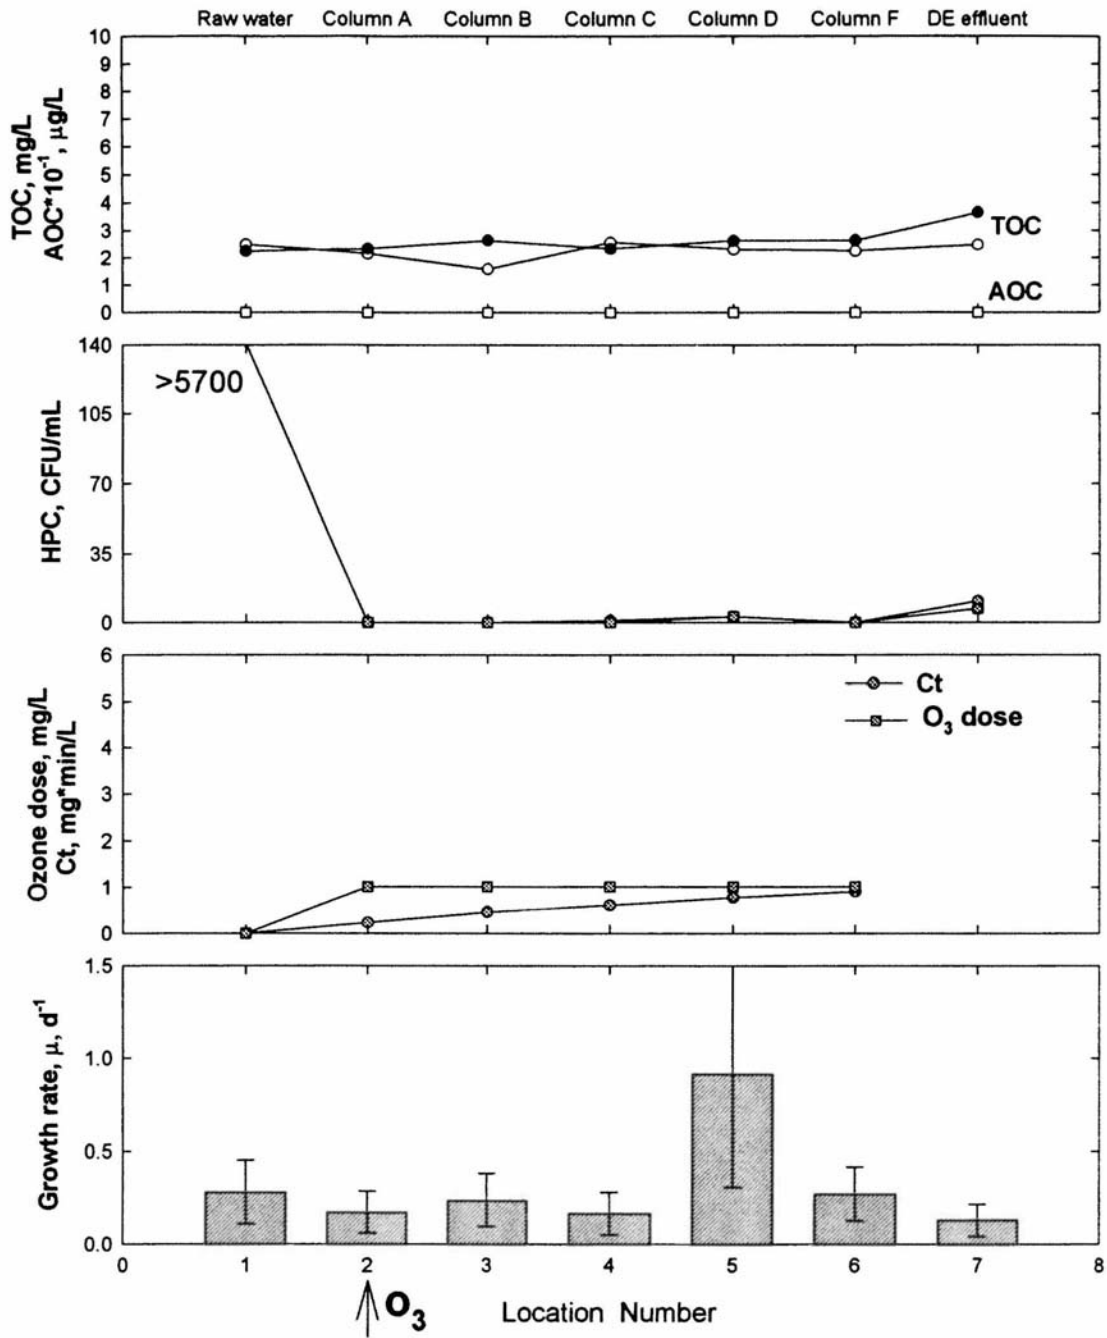 Raw water Column A Column B Column C Column D Column F DE effluent
TOC, mg/L
AOC*10⁻¹, µg/L
10
9
8
7
6
5
4
3
2
1
0
TOC
AOC
HPC, CFU/mL
140
105
70
35
0
>5700
Ozone dose, mg/L
Ct, mg*min/L
6
5
4
3
2
1
0
Ct
O₃ dose
Growth rate, µ, d⁻¹
1.5
1.0
0.5
0.0
0 1 2 3 4 5 6 7 8
O₃
Location Number